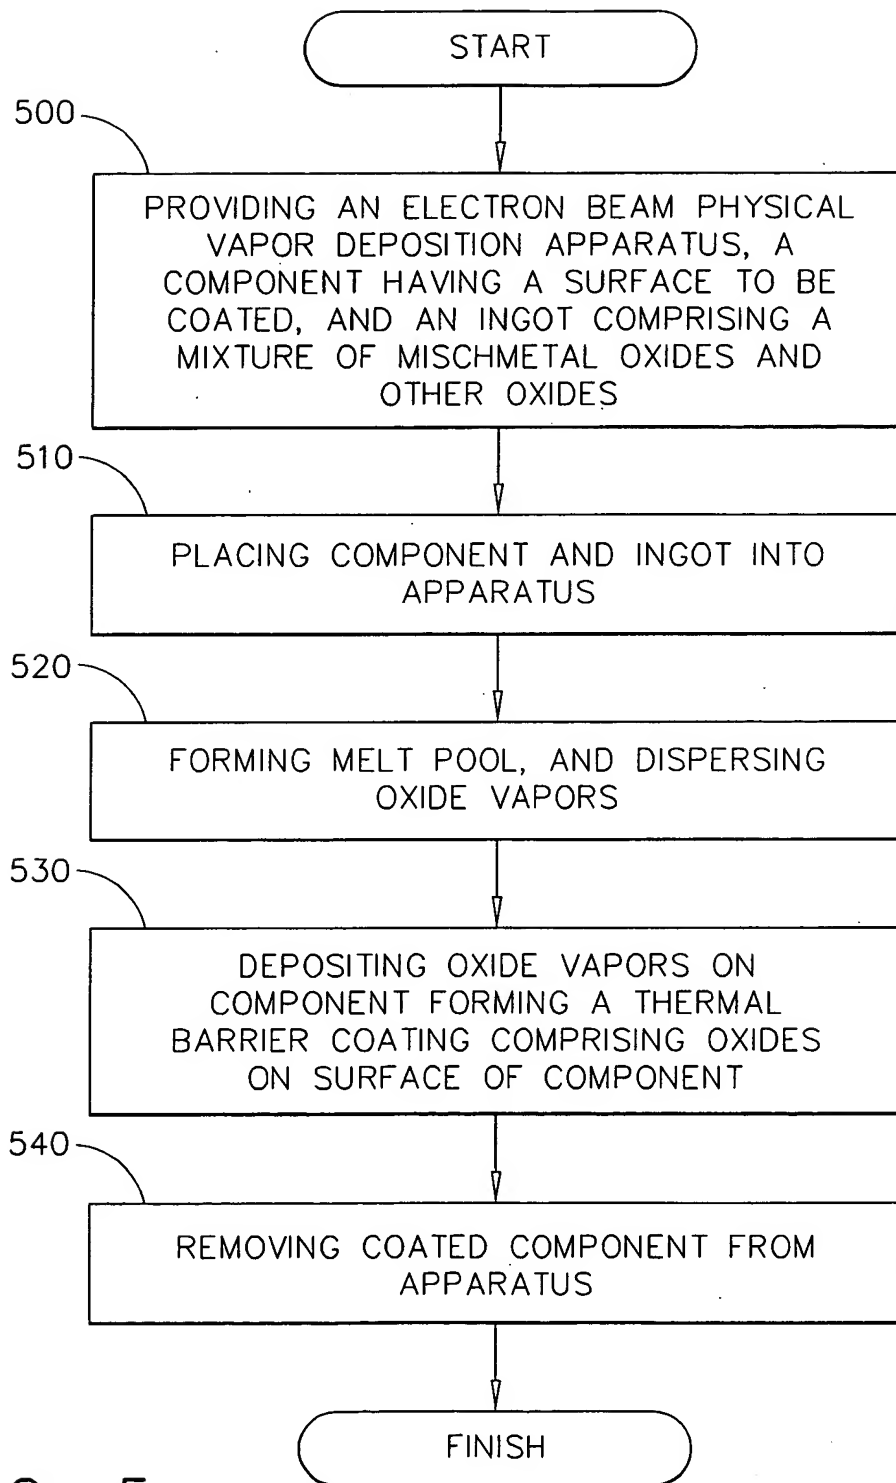 START
500
PROVIDING AN ELECTRON BEAM PHYSICAL
VAPOR DEPOSITION APPARATUS, A
COMPONENT HAVING A SURFACE TO BE
COATED, AND AN INGOT COMPRISING A
MIXTURE OF MISCHMETAL OXIDES AND
OTHER OXIDES
510
PLACING COMPONENT AND INGOT INTO
APPARATUS
520
FORMING MELT POOL, AND DISPERSING
OXIDE VAPORS
530
DEPOSITING OXIDE VAPORS ON
COMPONENT FORMING A THERMAL
BARRIER COATING COMPRISING OXIDES
ON SURFACE OF COMPONENT
540
REMOVING COATED COMPONENT FROM
APPARATUS
FINISH